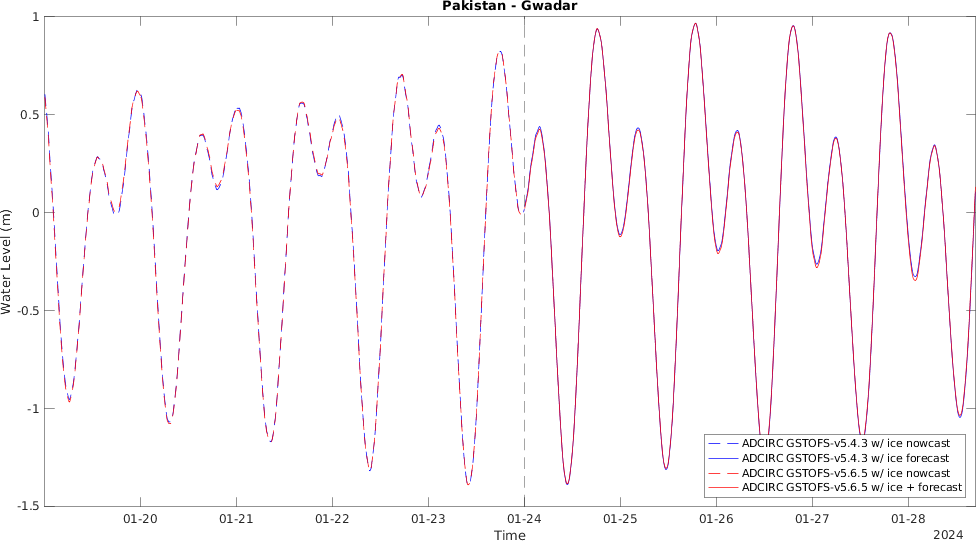 Pakistan - Gwadar
1
0.5
0
-0.5
-1
-1.5
Water Level (m)
ADCIRC GSTOFS-v5.4.3 w/ ice nowcast
ADCIRC GSTOFS-v5.4.3 w/ ice forecast
ADCIRC GSTOFS-v5.6.5 w/ ice nowcast
ADCIRC GSTOFS-v5.6.5 w/ ice + forecast
01-20 01-21 01-22 01-23 01-24 01-25 01-26 01-27 01-28
Time
2024